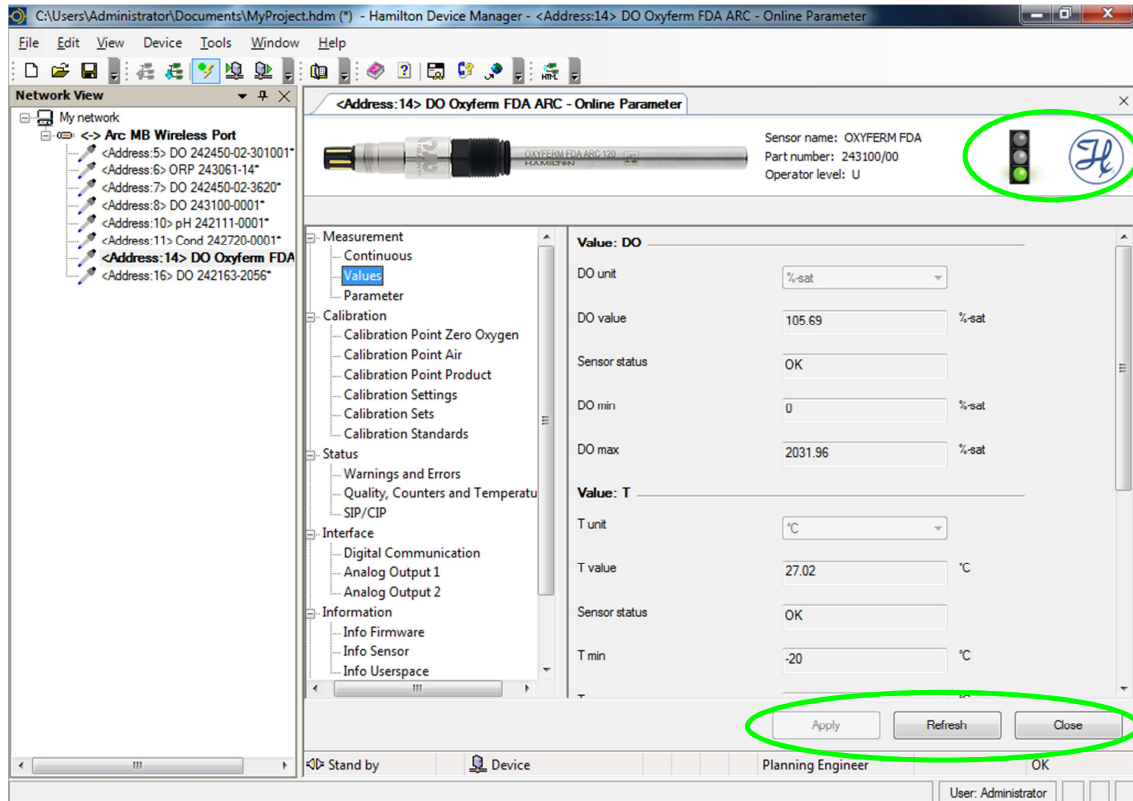 C:\Users\Administrator\Documents\MyProject.hdm (*) - Hamilton Device Manager - <Address:14> DO Oxyferm FDA ARC - Online Parameter
File Edit View Device Tools Window Help
Network View
My network
<-> Arc MB Wireless Port
<Address:5> DO 242450-02-301001*
<Address:6> ORP 243061-14*
<Address:7> DO 242450-02-3620*
<Address:8> DO 243100-0001*
<Address:10> pH 242111-0001*
<Address:11> Cond 242720-0001*
<Address:14> DO Oxyferm FDA
<Address:16> DO 242163-2056*
<Address:14> DO Oxyferm FDA ARC - Online Parameter
OXYFERM FDA ARC 120
HAMILTON
Sensor name: OXYFERM FDA
Part number: 243100/00
Operator level: U
Measurement
Continuous
Values
Parameter
Calibration
Calibration Point Zero Oxygen
Calibration Point Air
Calibration Point Product
Calibration Settings
Calibration Sets
Calibration Standards
Status
Warnings and Errors
Quality, Counters and Temperatu
SIP/CIP
Interface
Digital Communication
Analog Output 1
Analog Output 2
Information
Info Firmware
Info Sensor
Info Userspace
Value: DO
DO unit %-sat
DO value 105.69 %-sat
Sensor status OK
DO min 0 %-sat
DO max 2031.96 %-sat
Value: T
T unit °C
T value 27.02 °C
Sensor status OK
T min -20 °C
Apply Refresh Close
Stand by Device Planning Engineer OK
User: Administrator